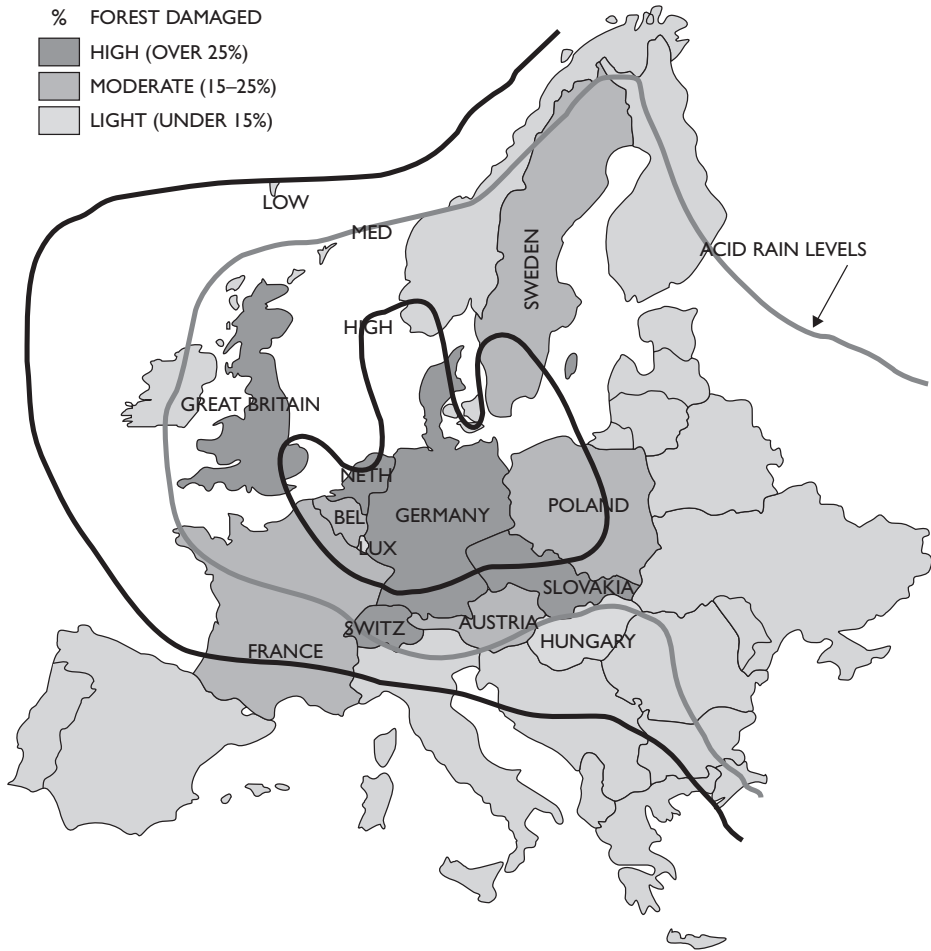 % FOREST DAMAGED
HIGH (OVER 25%)
MODERATE (15–25%)
LIGHT (UNDER 15%)
LOW
MED
ACID RAIN LEVELS
SWEDEN
HIGH
GREAT BRITAIN
NETH
BEL
GERMANY
POLAND
LUX
SLOVAKIA
SWITZ
AUSTRIA
HUNGARY
FRANCE